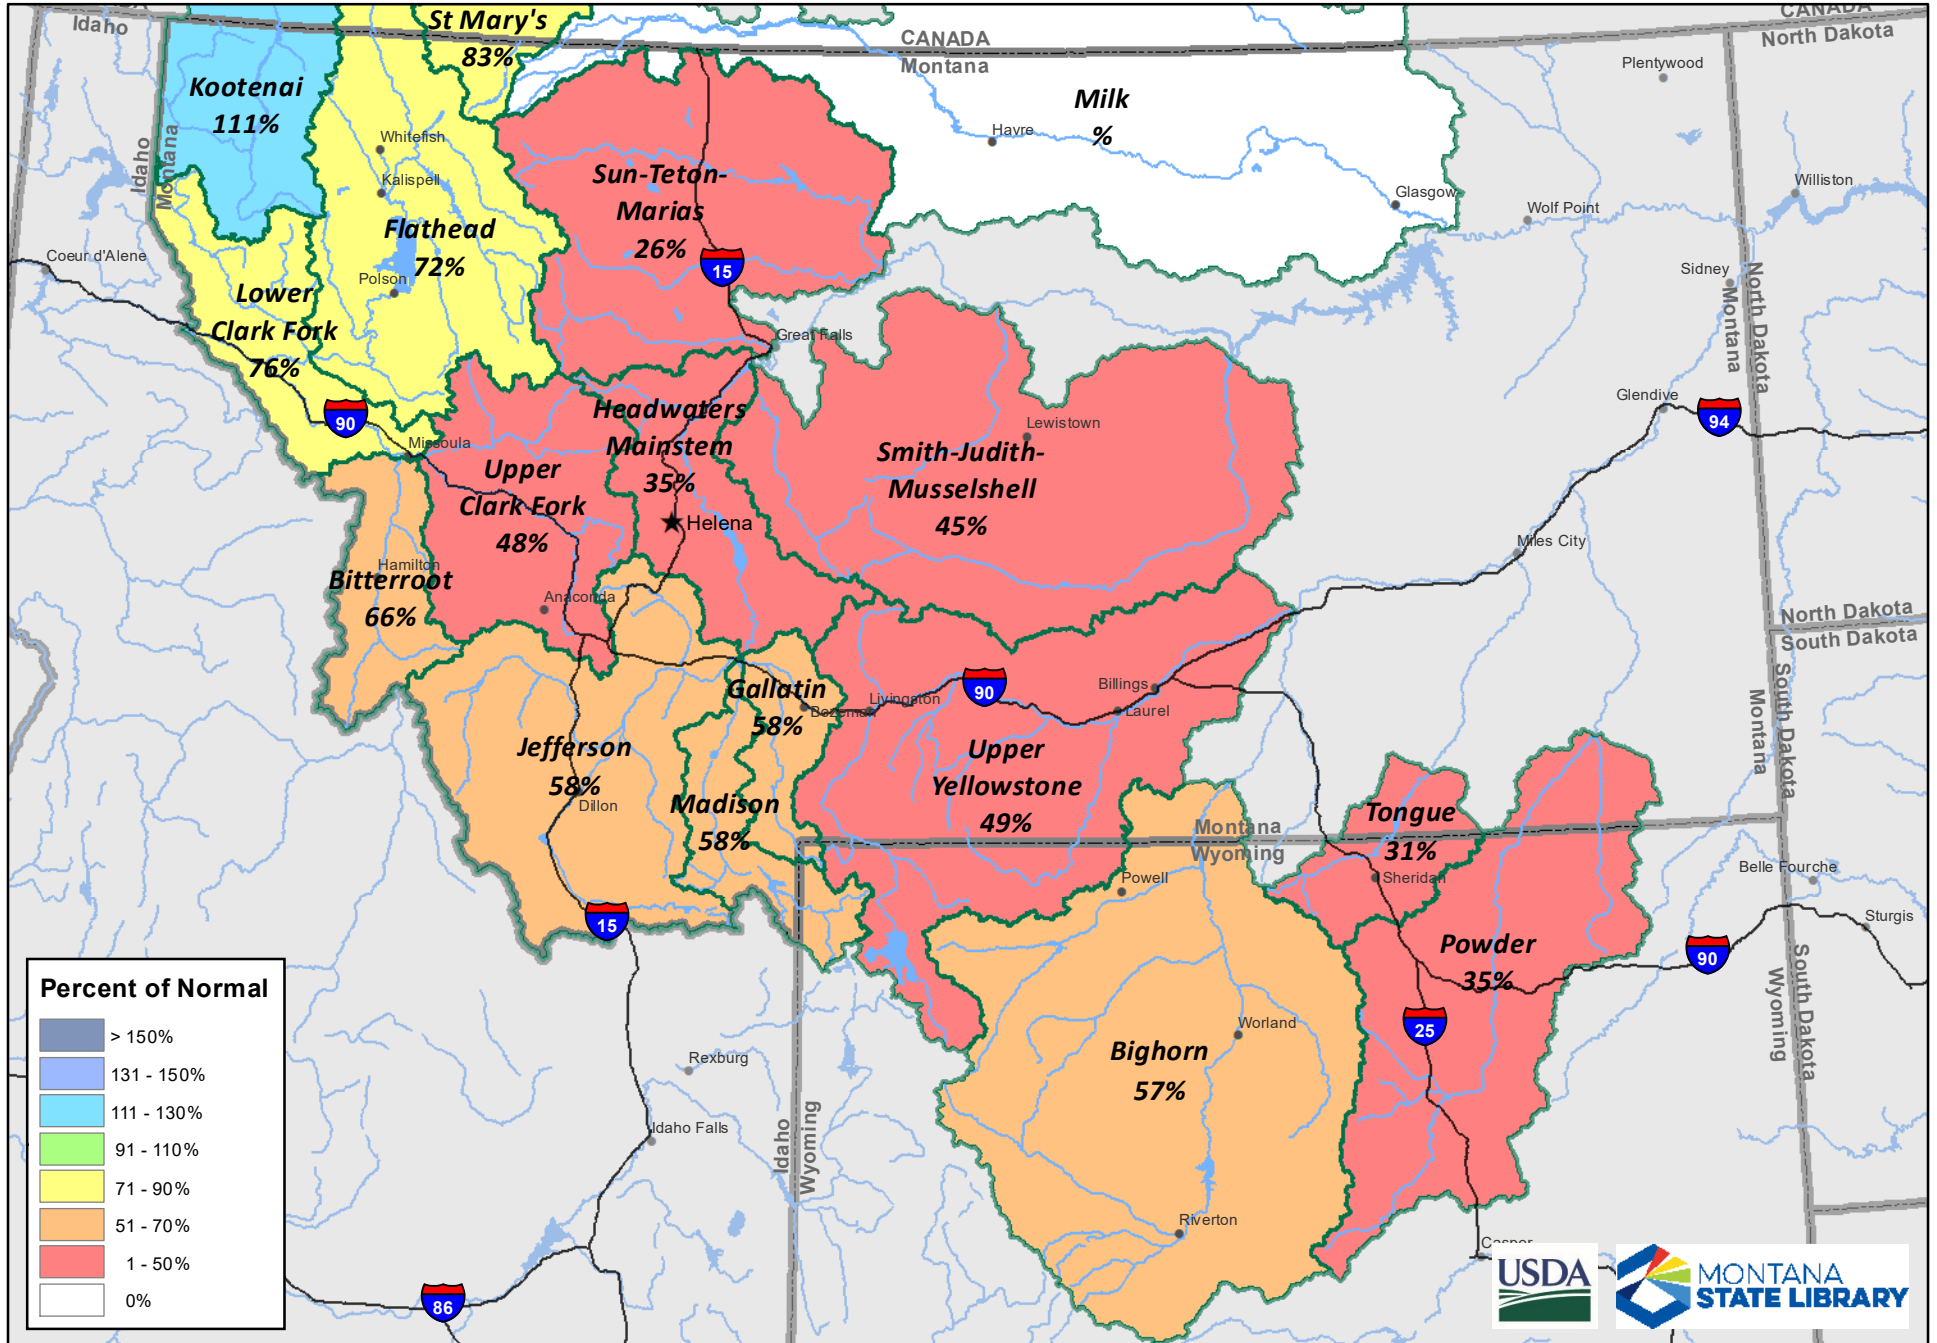 CANADA
Idaho
St Mary's
83%
CANADA
Montana
CANADA
North Dakota
Plentywood
Kootenai
111%
Milk
%
Havre
Whitefish
Idaho
Montana
Kalispell
Sun-Teton-
Marias
26%
Glasgow
Williston
Wolf Point
Flathead
72%
Coeur d'Alene
Polson
15
Sidney
Montana
North Dakota
Lower
Clark Fork
76%
Great Falls
90
Missoula
Headwaters
Mainstem
35%
Lewistown
Glendive
94
Upper
Clark Fork
48%
Smith-Judith-
Musselshell
45%
Helena
Miles City
Hamilton
Bitterroot
66%
Anaconda
North Dakota
South Dakota
Gallatin
58%
Bozeman
Livingston
90
Billings
Laurel
Montana
South Dakota
Jefferson
58%
Dillon
Madison
58%
Upper
Yellowstone
49%
Montana
Wyoming
Tongue
31%
Sheridan
Powell
Belle Fourche
Sturgis
15
Powder
35%
90
Wyoming
South Dakota
25
Worland
Bighorn
57%
Rexburg
Idaho Falls
Idaho
Wyoming
Riverton
Casper
86
Percent of Normal
> 150%
131 - 150%
111 - 130%
91 - 110%
71 - 90%
51 - 70%
1 - 50%
0%
USDA
MONTANA
STATE LIBRARY